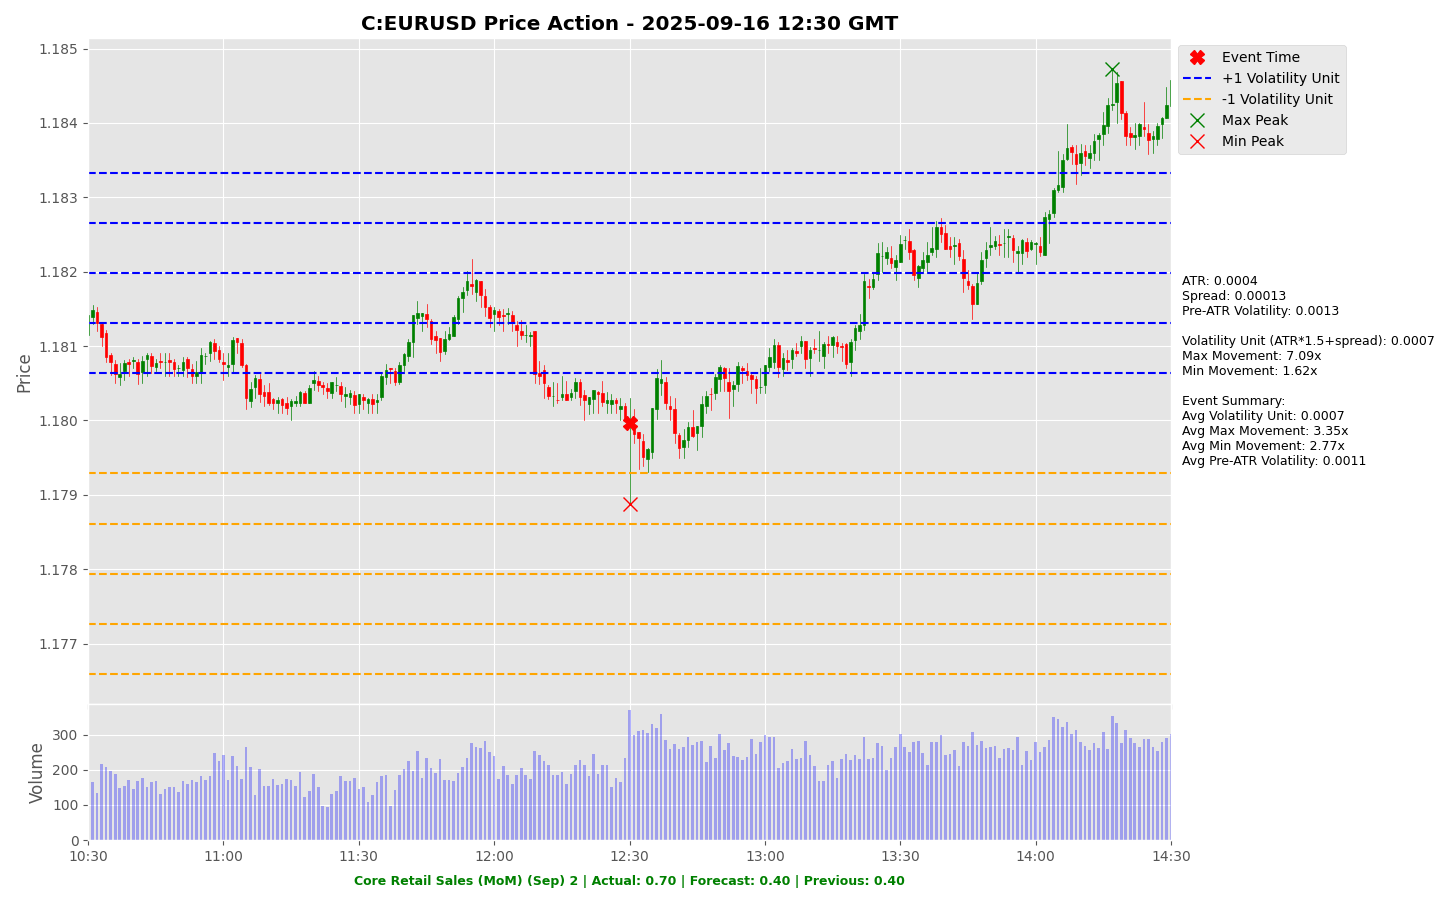 C:EURUSD Price Action - 2025-09-16 12:30 GMT
1.185
1.184
1.183
1.182
1.181
1.180
1.179
1.178
1.177
Price
Event Time
+1 Volatility Unit
-1 Volatility Unit
Max Peak
Min Peak
ATR: 0.0004
Spread: 0.00013
Pre-ATR Volatility: 0.0013
Volatility Unit (ATR*1.5+spread): 0.0007
Max Movement: 7.09x
Min Movement: 1.62x
Event Summary:
Avg Volatility Unit: 0.0007
Avg Max Movement: 3.35x
Avg Min Movement: 2.77x
Avg Pre-ATR Volatility: 0.0011
300
200
100
0
Volume
10:30 11:00 11:30 12:00 12:30 13:00 13:30 14:00 14:30
Core Retail Sales (MoM) (Sep) 2 | Actual: 0.70 | Forecast: 0.40 | Previous: 0.40